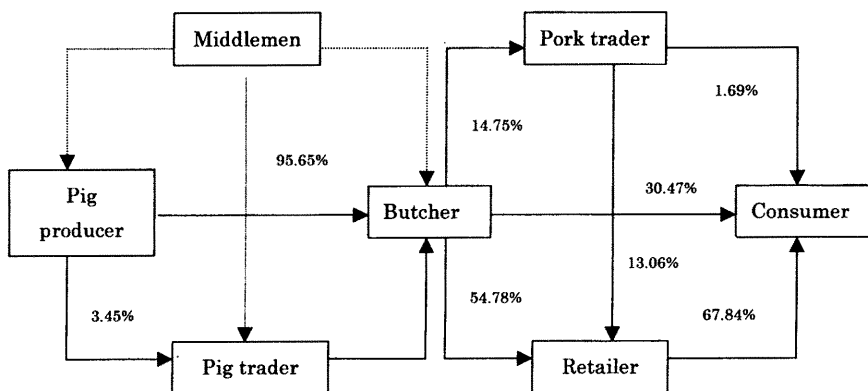 Middlemen
Pork trader
1.69%
14.75%
95.65%
Pig
producer
Butcher
30.47%
Consumer
13.06%
54.78%
67.84%
3.45%
Pig trader
Retailer